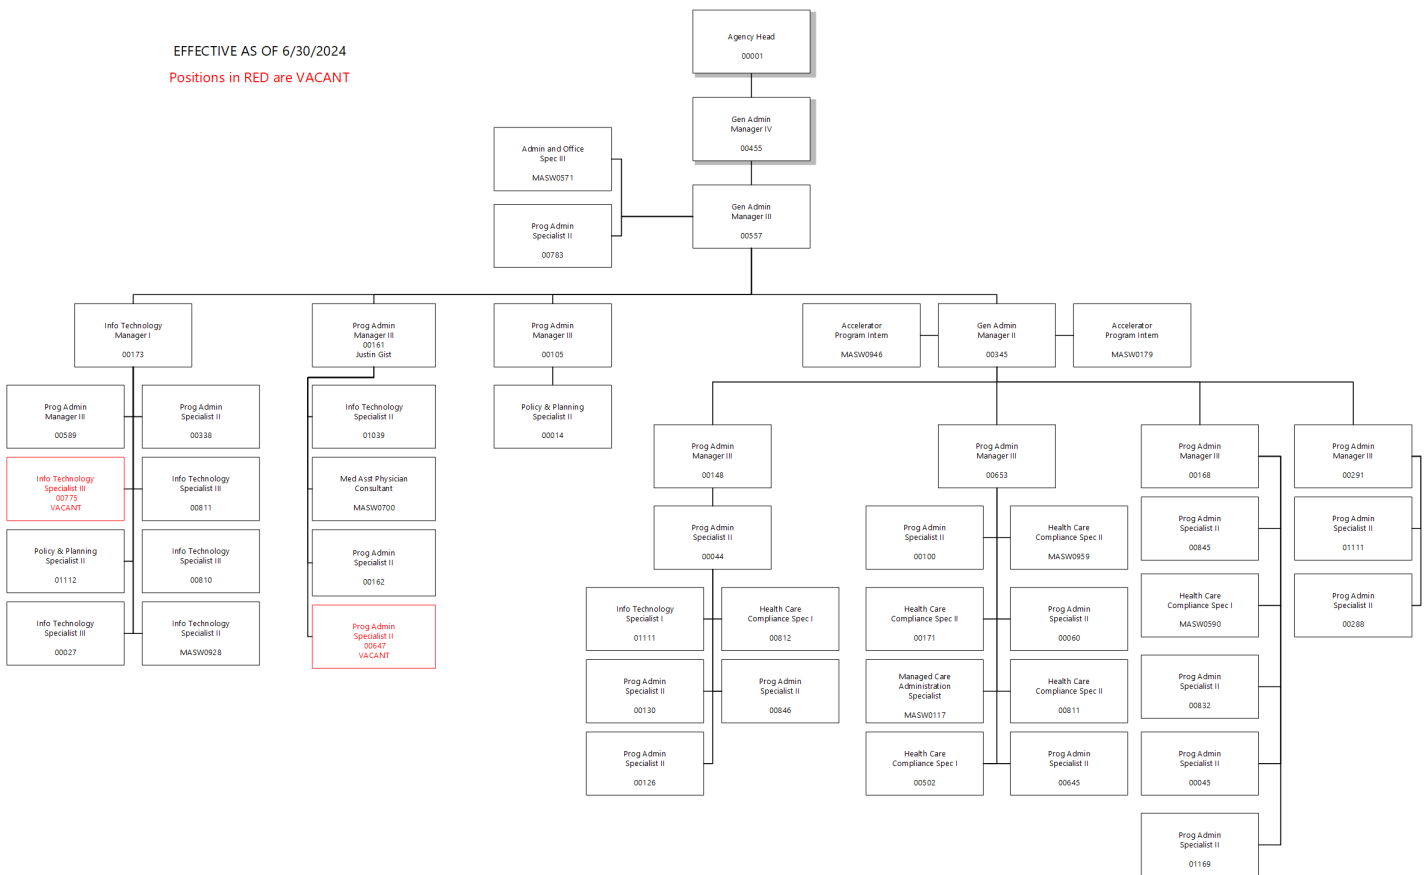 EFFECTIVE AS OF 6/30/2024
Positions in RED are VACANT
Agency Head
00001
Gen Admin
Manager IV
00455
Admin and Office
Spec III
MASW0571
Gen Admin
Manager III
00557
Prog Admin
Specialist II
00783
Info Technology
Manager I
00173
Prog Admin
Manager III
00161
Justin Gist
Prog Admin
Manager III
00105
Accelerator
Program Intern
MASW0946
Gen Admin
Manager II
00345
Accelerator
Program Intern
MASW0179
Prog Admin
Manager III
00589
Prog Admin
Specialist II
00338
Info Technology
Specialist III
00775
VACANT
Info Technology
Specialist III
00811
Policy & Planning
Specialist II
01112
Info Technology
Specialist III
00810
Info Technology
Specialist III
00027
Info Technology
Specialist II
MASW0928
Info Technology
Specialist II
01039
Med Asst Physician
Consultant
MASW0700
Prog Admin
Specialist II
00162
Prog Admin
Specialist II
00647
VACANT
Policy & Planning
Specialist II
00014
Prog Admin
Manager III
00148
Prog Admin
Specialist II
00044
Info Technology
Specialist I
01111
Health Care
Compliance Spec I
00812
Prog Admin
Specialist II
00130
Prog Admin
Specialist II
00846
Prog Admin
Specialist II
00126
Prog Admin
Manager III
00653
Prog Admin
Specialist II
00100
Health Care
Compliance Spec II
MASW0959
Health Care
Compliance Spec II
00171
Prog Admin
Specialist II
00060
Managed Care
Administration
Specialist
MASW0117
Health Care
Compliance Spec II
00811
Health Care
Compliance Spec I
00502
Prog Admin
Specialist II
00645
Prog Admin
Manager III
00168
Prog Admin
Specialist II
00845
Health Care
Compliance Spec I
MASW0590
Prog Admin
Specialist II
00832
Prog Admin
Specialist II
00045
Prog Admin
Specialist II
01169
Prog Admin
Manager III
00291
Prog Admin
Specialist II
01111
Prog Admin
Specialist II
00288